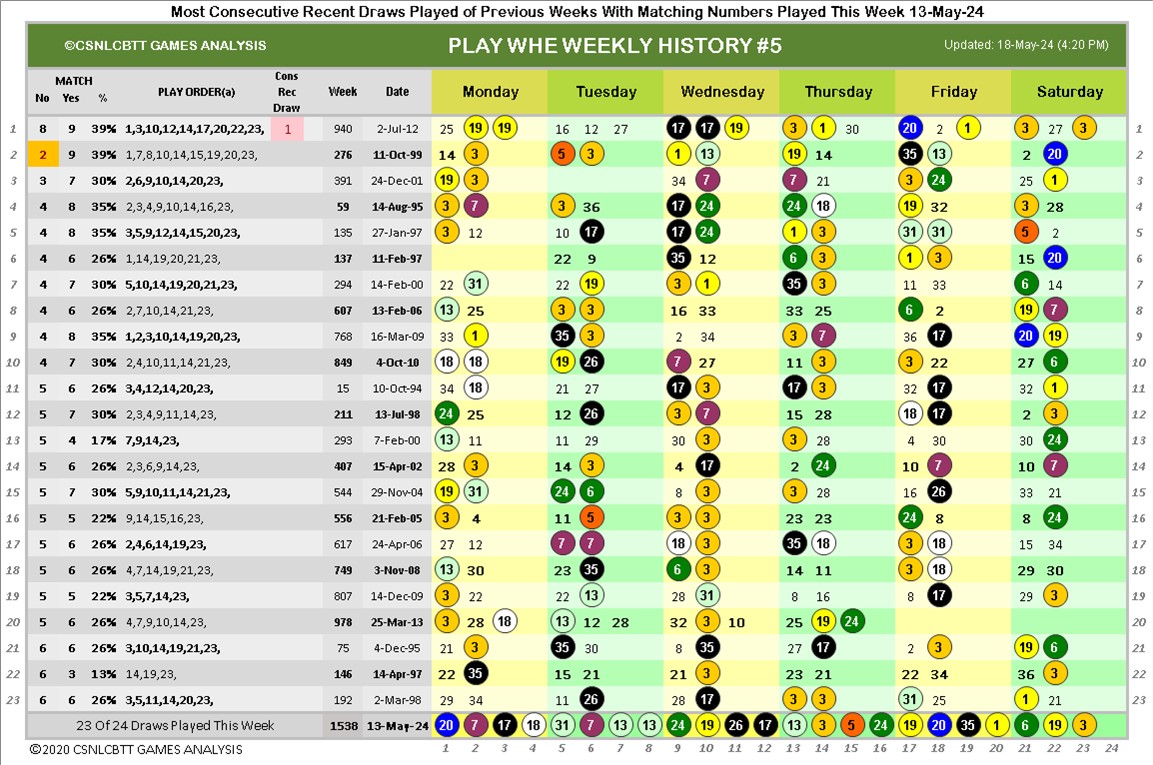 Most Consecutive Recent Draws Played of Previous Weeks With Matching Numbers Played This Week 13-May-24
©CSNLCBTT GAMES ANALYSIS PLAY WHE WEEKLY HISTORY #5 Updated: 18-May-24 (4:20 PM)
No MATCH Yes % PLAY ORDER(a) Cons Rec Draw Week Date Monday Tuesday Wednesday Thursday Friday Saturday
1 8 9 39% 1,3,10,12,14,17,20,22,23, 1 940 2-Jul-12 25 19 19 16 12 27 17 17 19 3 1 30 20 2 1 3 27 3 1
2 2 9 39% 1,7,8,10,14,15,19,20,23, 276 11-Oct-99 14 3 5 3 1 13 19 14 35 13 2 20 2
3 3 7 30% 2,6,9,10,14,20,23, 391 24-Dec-01 19 3 34 7 7 21 3 24 25 1 3
4 4 8 35% 2,3,4,9,10,14,16,23, 59 14-Aug-95 3 7 3 36 17 24 24 18 19 32 3 28 4
5 4 8 35% 3,5,9,12,14,15,20,23, 135 27-Jan-97 3 12 10 17 17 24 1 3 31 31 5 2 5
6 4 6 26% 1,14,19,20,21,23, 137 11-Feb-97 22 9 35 12 6 3 1 3 15 20 6
7 4 7 30% 5,10,14,19,20,21,23, 294 14-Feb-00 22 31 22 19 3 1 35 3 11 33 6 14 7
8 4 6 26% 2,7,10,14,21,23, 607 13-Feb-06 13 25 3 3 16 33 33 25 6 2 19 7 8
9 4 8 35% 1,2,3,10,14,19,20,23, 768 16-Mar-09 33 1 35 3 2 34 3 7 36 17 20 19 9
10 4 7 30% 2,4,10,11,14,21,23, 849 4-Oct-10 18 18 19 26 7 27 11 3 3 22 27 6 10
11 5 6 26% 3,4,12,14,20,23, 15 10-Oct-94 34 18 21 27 17 3 17 3 32 17 32 1 11
12 5 7 30% 2,3,4,9,11,14,23, 211 13-Jul-98 24 25 12 26 3 7 15 28 18 17 2 3 12
13 5 4 17% 7,9,14,23, 293 7-Feb-00 13 11 11 29 30 3 3 28 4 30 30 24 13
14 5 6 26% 2,3,6,9,14,23, 407 15-Apr-02 28 3 14 3 4 17 2 24 10 7 10 7 14
15 5 7 30% 5,9,10,11,14,21,23, 544 29-Nov-04 19 31 24 6 8 3 3 28 16 26 33 21 15
16 5 5 22% 9,14,15,16,23, 556 21-Feb-05 3 4 11 5 3 3 23 23 24 8 8 24 16
17 5 6 26% 2,4,6,14,19,23, 617 24-Apr-06 27 12 7 7 18 3 35 18 3 18 15 34 17
18 5 6 26% 4,7,14,19,21,23, 749 3-Nov-08 13 30 23 35 6 3 14 11 3 18 29 30 18
19 5 5 22% 3,5,7,14,23, 807 14-Dec-09 3 22 22 13 28 31 8 16 8 17 29 3 19
20 5 6 26% 4,7,9,10,14,23, 978 25-Mar-13 3 28 18 13 12 28 32 3 10 25 19 24 20
21 6 6 26% 3,10,14,19,21,23, 75 4-Dec-95 21 3 35 30 8 35 27 17 2 3 19 6 21
22 6 3 13% 14,19,23, 146 14-Apr-97 22 35 15 21 21 3 23 21 22 34 36 3 22
23 6 6 26% 3,5,11,14,20,23, 192 2-Mar-98 29 34 11 26 28 17 3 3 31 25 1 21 23
23 Of 24 Draws Played This Week 1538 13-May-24 20 7 17 18 31 7 13 13 24 19 26 17 13 3 5 24 19 20 35 1 6 19 3
©2020 CSNLCBTT GAMES ANALYSIS 1 2 3 4 5 6 7 8 9 10 11 12 13 14 15 16 17 18 19 20 21 22 23 24